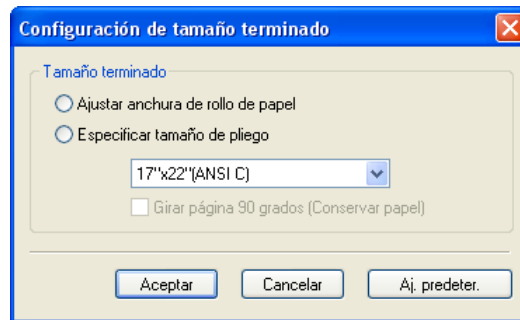 Configuración de tamaño terminado
Tamaño terminado
Ajustar anchura de rollo de papel
Especificar tamaño de pliego
17"x22"(ANSI C)
Girar página 90 grados (Conservar papel)
Aceptar
Cancelar
Aj. predeter.